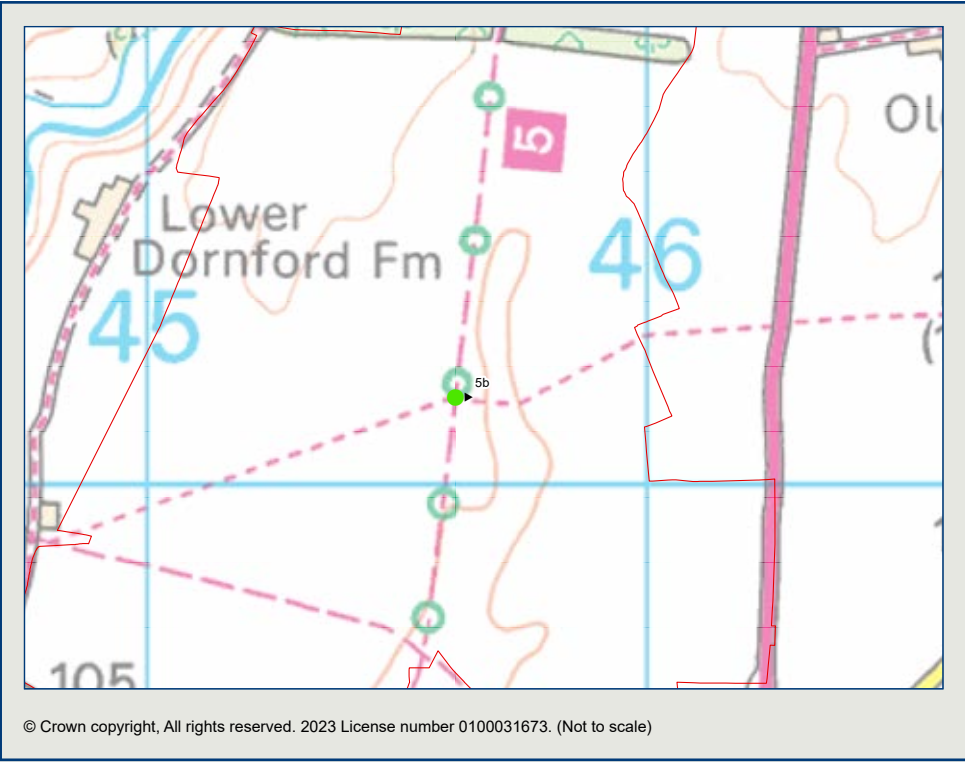 5
Ol
Lower
Dornford Fm
46
45
(
5b
105
© Crown copyright, All rights reserved. 2023 License number 0100031673. (Not to scale)